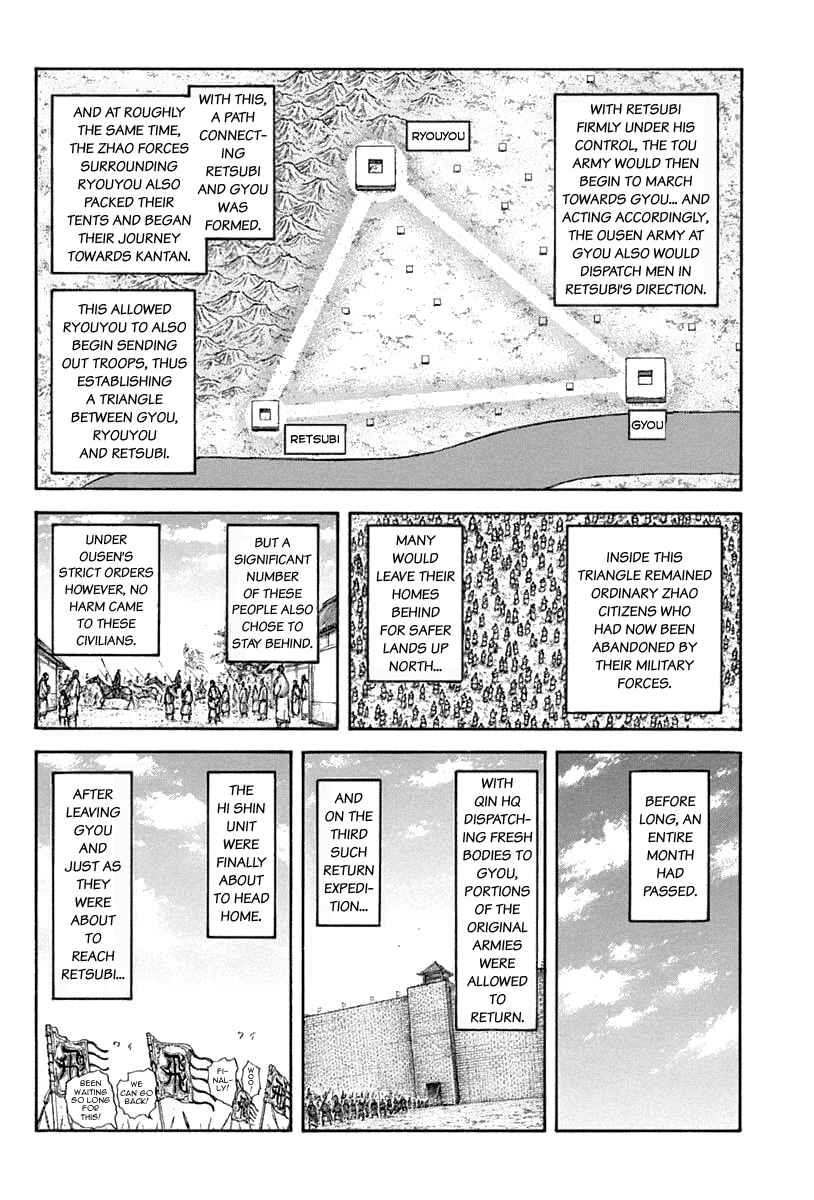 WITH RETSUBI
FIRMLY UNDER HIS
CONTROL, THE TOU
ARMY WOULD THEN
BEGIN TO MARCH
TOWARDS GYOU... AND
ACTING ACCORDINGLY,
THE OUSEN ARMY AT
GYOU ALSO WOULD
DISPATCH MEN IN
RETSUBI'S DIRECTION.
RYOUYOU
GYOU
RETSUBI
WITH THIS,
A PATH
CONNECT-
ING
RETSUBI
AND GYOU
WAS
FORMED.
AND AT ROUGHLY
THE SAME TIME,
THE ZHAO FORCES
SURROUNDING
RYOUYOU ALSO
PACKED THEIR
TENTS AND BEGAN
THEIR JOURNEY
TOWARDS KANTAN.
THIS ALLOWED
RYOUYOU TO ALSO
BEGIN SENDING
OUT TROOPS, THUS
ESTABLISHING
A TRIANGLE
BETWEEN GYOU,
RYOUYOU
AND RETSUBI.
INSIDE THIS
TRIANGLE REMAINED
ORDINARY ZHAO
CITIZENS WHO
HAD NOW BEEN
ABANDONED BY
THEIR MILITARY
FORCES.
MANY
WOULD
LEAVE THEIR
HOMES
BEHIND
FOR SAFER
LANDS UP
NORTH...
BUT A
SIGNIFICANT
NUMBER
OF THESE
PEOPLE ALSO
CHOSE TO
STAY BEHIND.
UNDER
OUSEN'S
STRICT ORDERS
HOWEVER, NO
HARM CAME
TO THESE
CIVILIANS.
BEFORE
LONG, AN
ENTIRE
MONTH
HAD
PASSED.
WITH
QIN HQ
DISPATCH-
ING FRESH
BODIES TO
GYOU,
PORTIONS
OF THE
ORIGINAL
ARMIES
WERE
ALLOWED
TO
RETURN.
AND
ON THE
THIRD
SUCH
RETURN
EXPEDI-
TION...
THE
HI SHIN
UNIT
WERE
FINALLY
ABOUT
TO HEAD
HOME.
AFTER
LEAVING
GYOU
AND
JUST AS
THEY
WERE
ABOUT
TO
REACH
RETSUBI...
ワイ
ワイ
WOO!
FI-
NAL-
LY!
WE
CAN GO
BACK!
BEEN
WAITING
SO LONG
FOR
THIS!
飛
飛